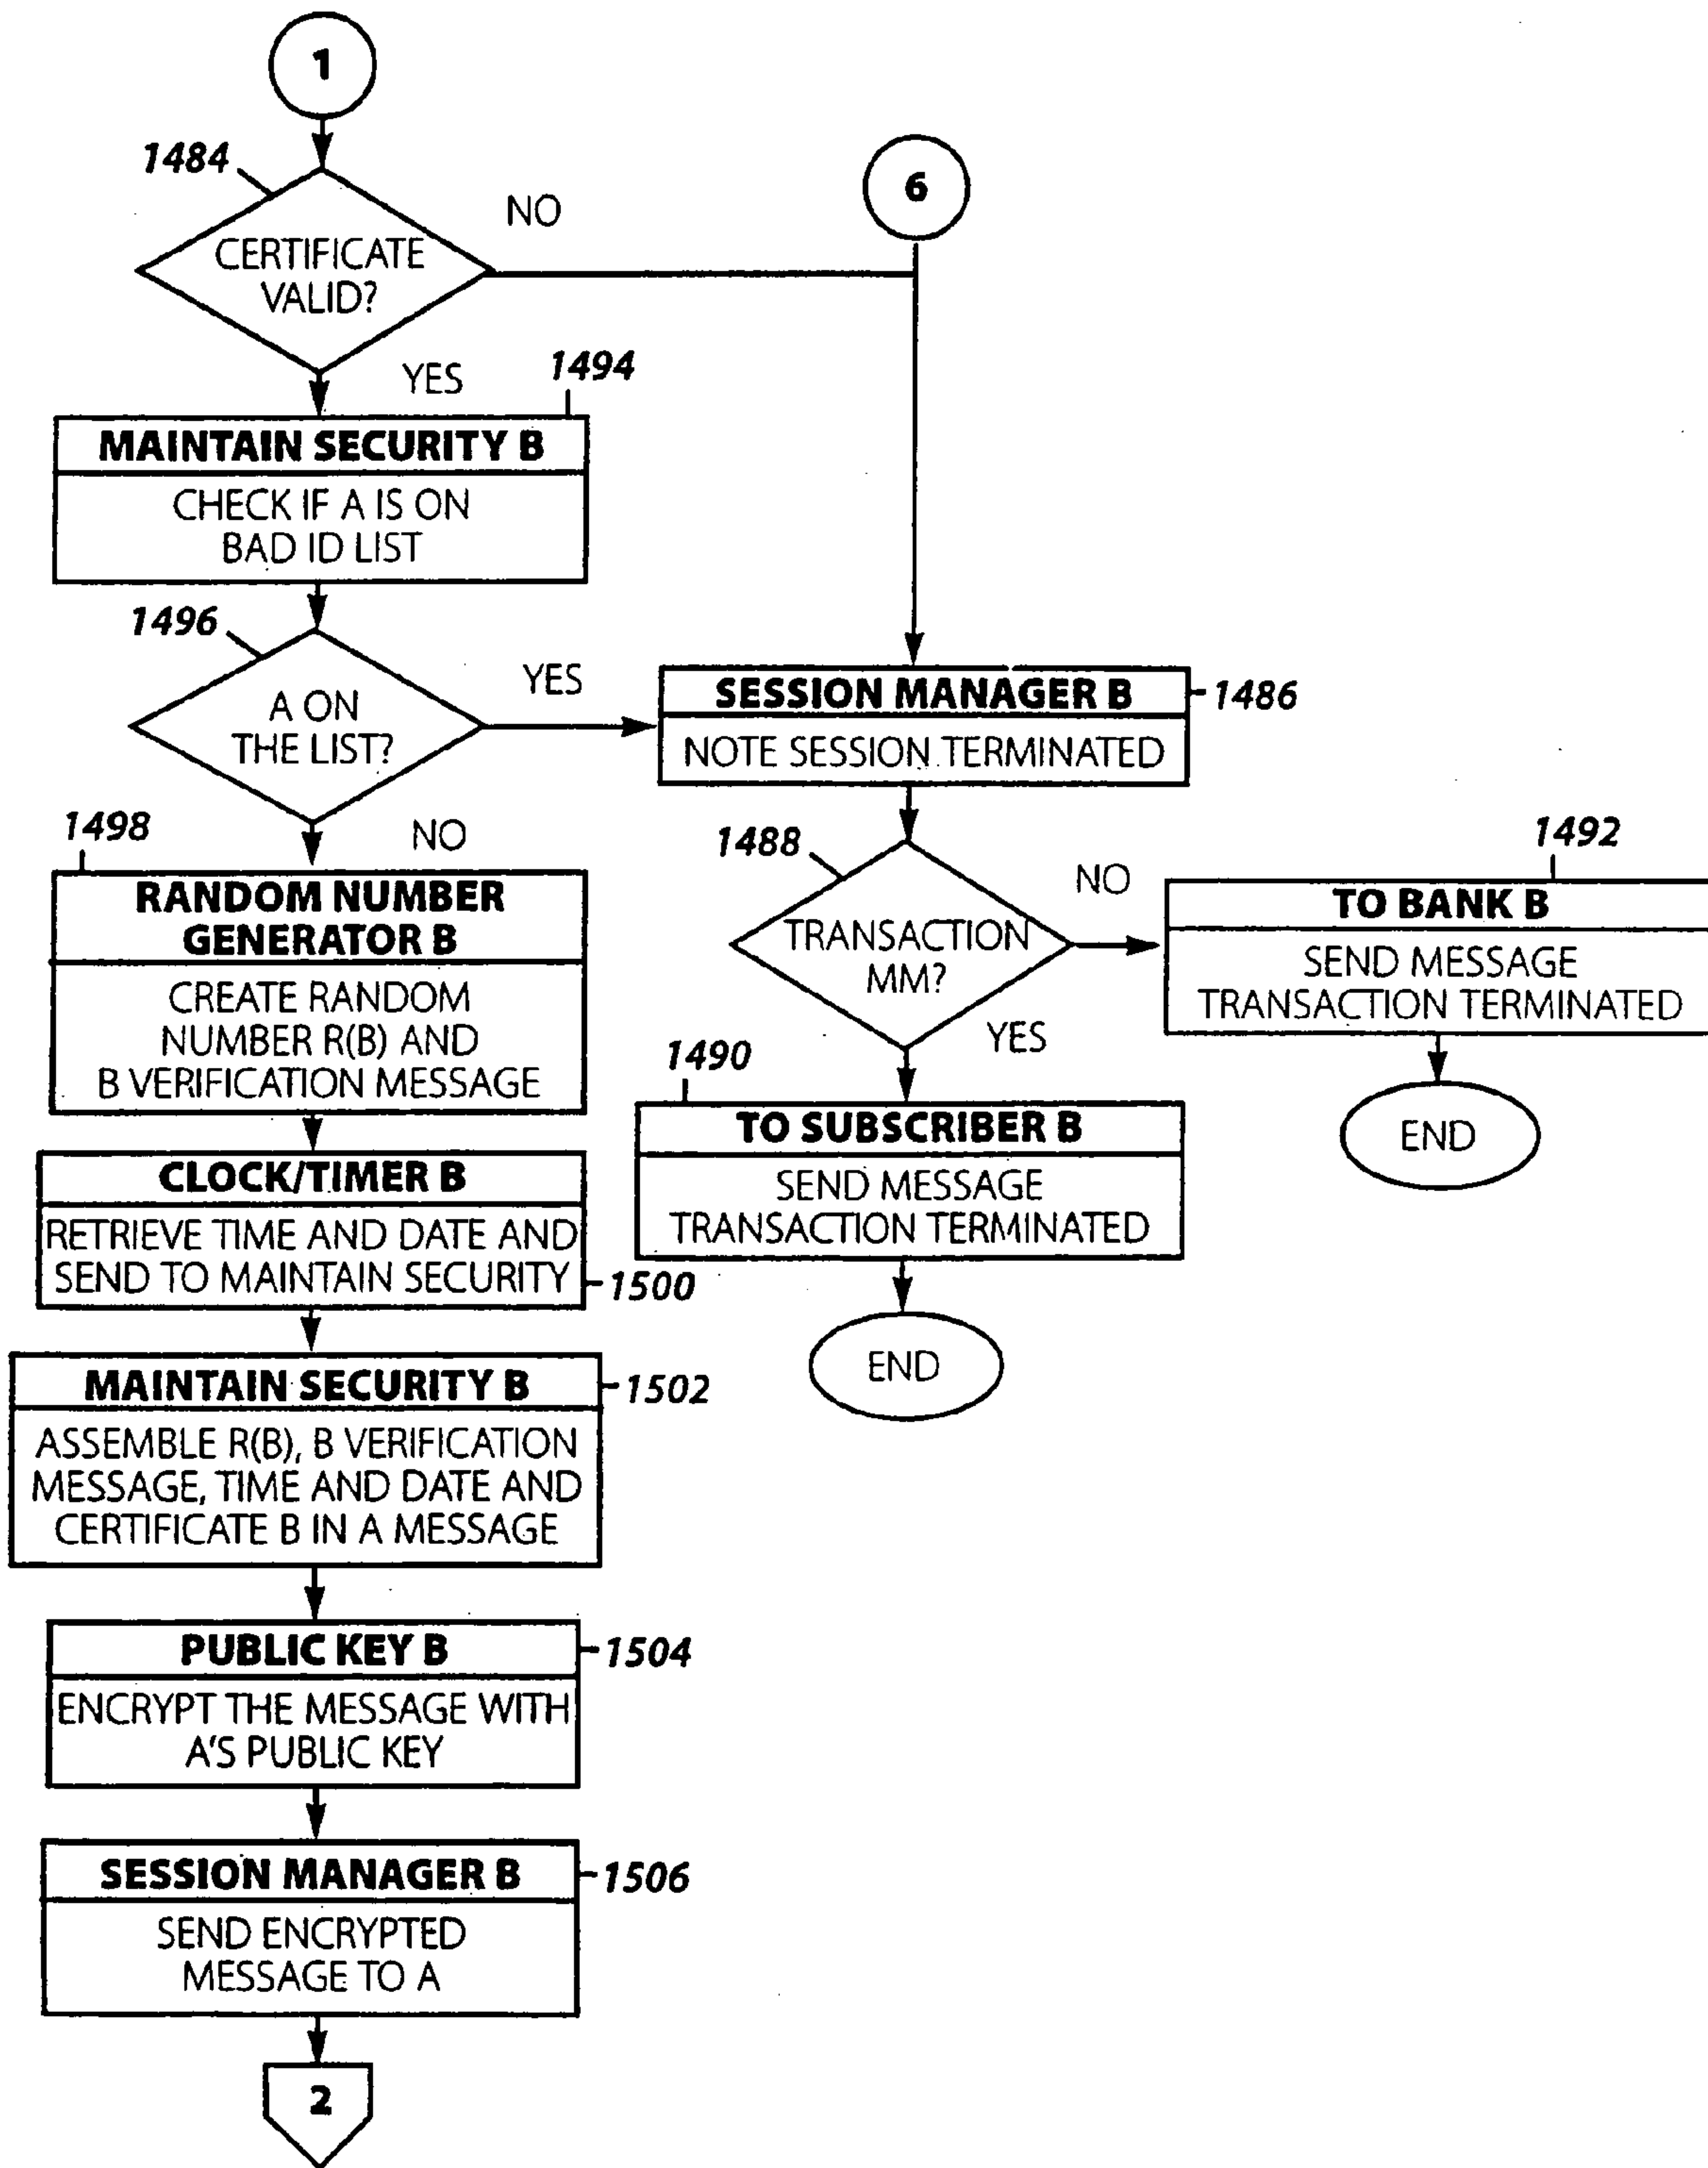 1
1484
NO
6
CERTIFICATE
VALID?
YES
1494
MAINTAIN SECURITY B
CHECK IF A IS ON
BAD ID LIST
1496
YES
A ON
THE LIST?
SESSION MANAGER B
1486
NOTE SESSION TERMINATED
1498
NO
1488
NO
1492
RANDOM NUMBER
GENERATOR B
CREATE RANDOM
NUMBER R(B) AND
B VERIFICATION MESSAGE
TRANSACTION
MM?
TO BANK B
SEND MESSAGE
TRANSACTION TERMINATED
YES
1490
END
TO SUBSCRIBER B
SEND MESSAGE
TRANSACTION TERMINATED
CLOCK/TIMER B
RETRIEVE TIME AND DATE AND
SEND TO MAINTAIN SECURITY
1500
END
MAINTAIN SECURITY B
1502
ASSEMBLE R(B), B VERIFICATION
MESSAGE, TIME AND DATE AND
CERTIFICATE B IN A MESSAGE
PUBLIC KEY B
1504
ENCRYPT THE MESSAGE WITH
A'S PUBLIC KEY
SESSION MANAGER B
1506
SEND ENCRYPTED
MESSAGE TO A
2